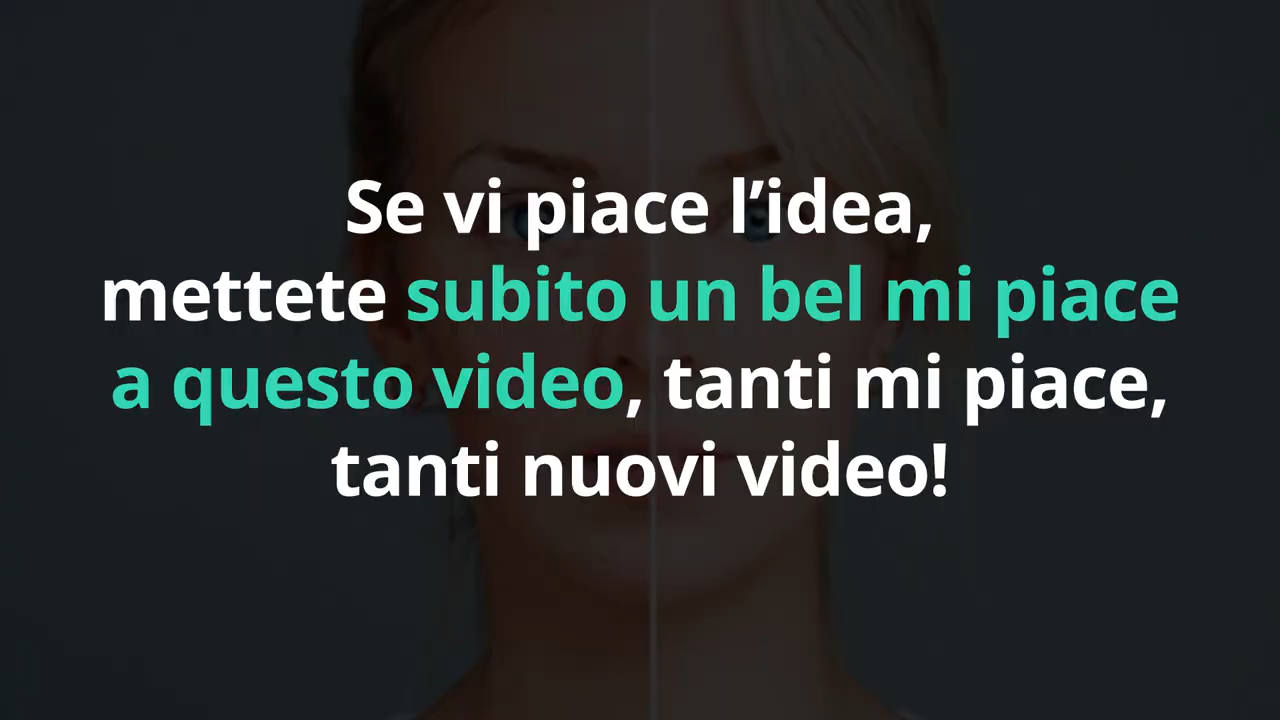 Se vi piace l’idea,
mettete subito un bel mi piace
a questo video, tanti mi piace,
tanti nuovi video!